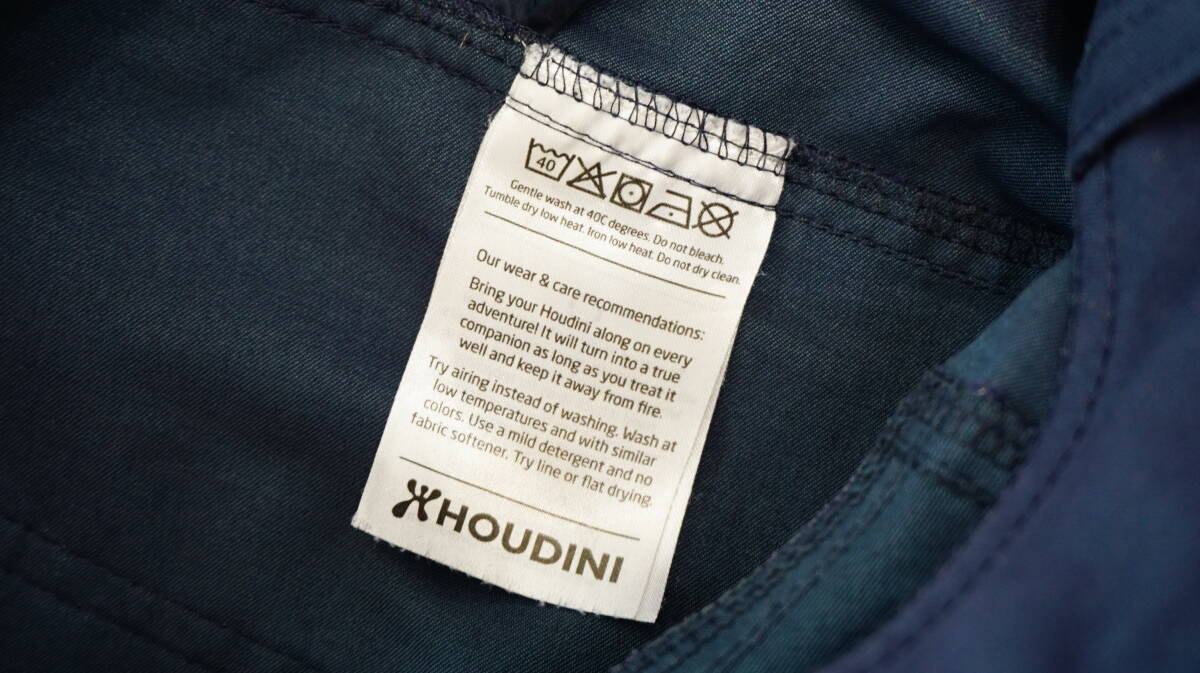 40
Gentle wash at 40C degrees. Do not bleach.
Tumble dry low heat. Iron low heat. Do not dry clean.
Our wear & care recommendations:
Bring your Houdini along on every
adventure! It will turn into a true
companion as long as you treat it
well and keep it away from fire.
Try airing instead of washing. Wash at
low temperatures and with similar
colors. Use a mild detergent and no
fabric softener. Try line or flat drying.
HOUDINI